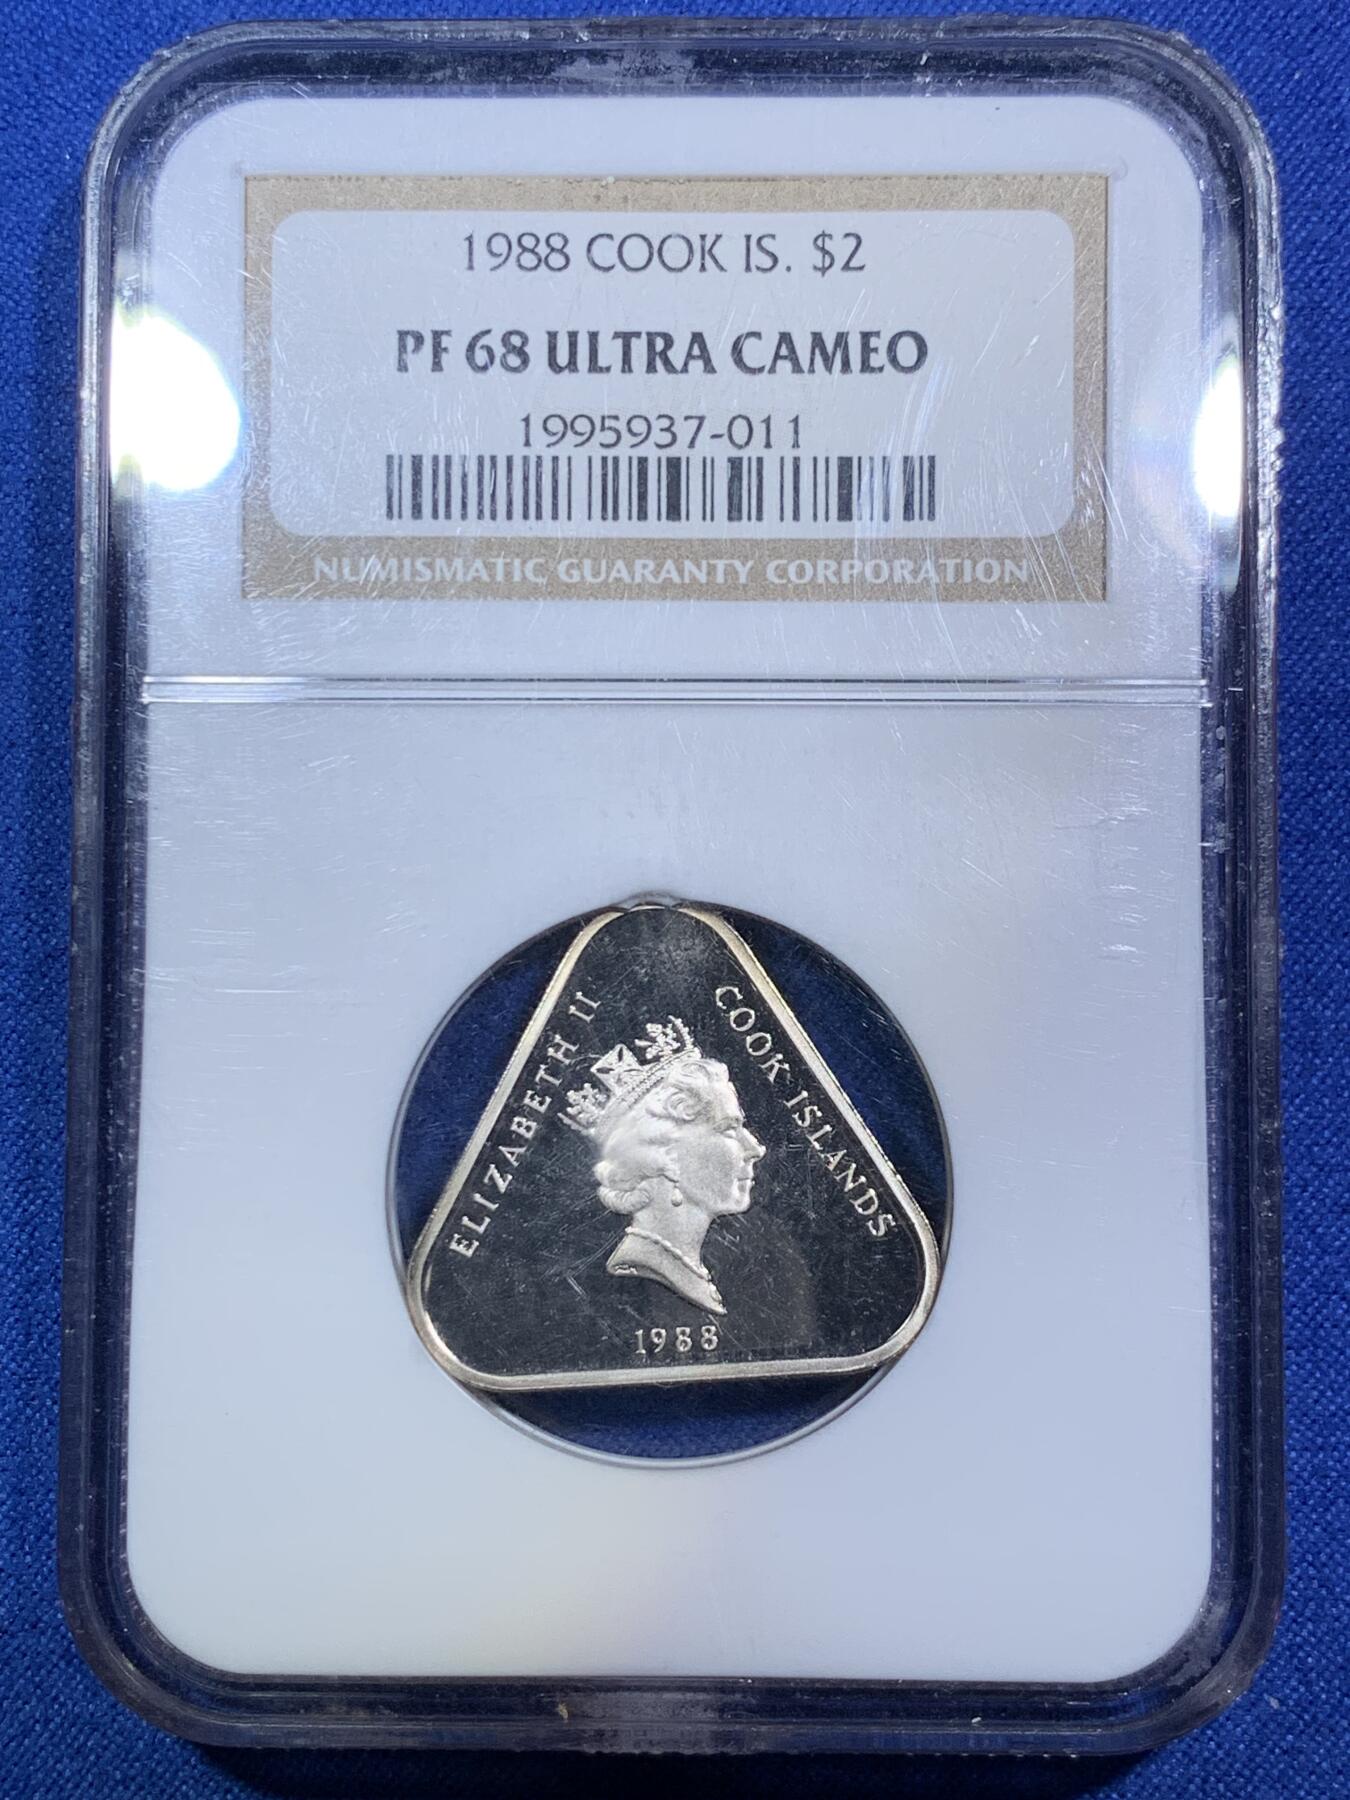 1988 COOK IS. $2
PF 68 ULTRA CAMEO
1995937-011
NUMISMATIC GUARANTY CORPORATION
ELIZABETH II
COOK ISLANDS
1988